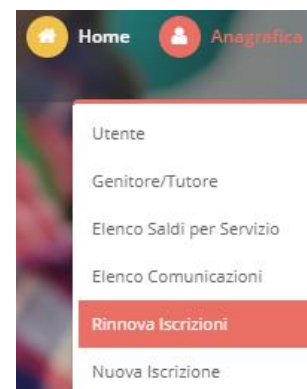 Home Anagrafica
Utente
Genitore/Tutore
Elenco Saldi per Servizio
Elenco Comunicazioni
Rinnova Iscrizioni
Nuova Iscrizione